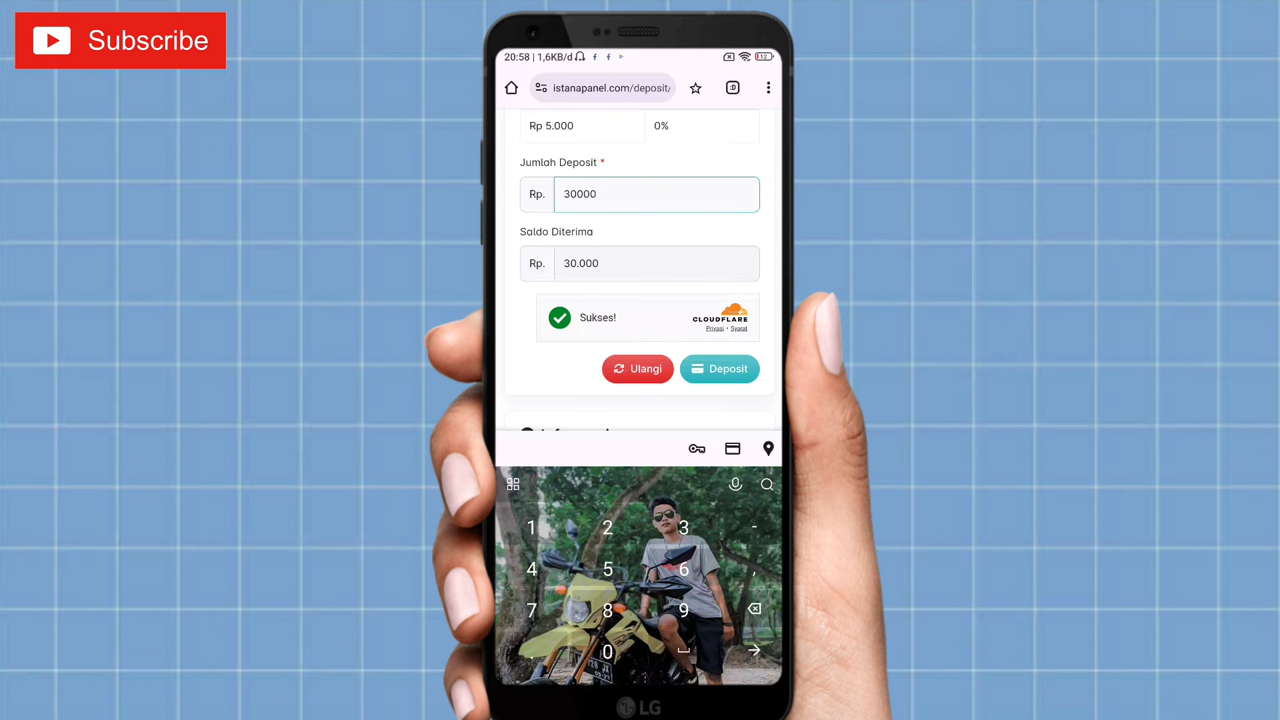 Subscribe
20:58 | 1,6KB/d
12
istanapanel.com/deposit/
:D
Rp 5.000
0%
Jumlah Deposit *
Rp.
30000
Saldo Diterima
Rp.
30.000
Sukses!
CLOUDFLARE
Privasi • Syarat
Ulangi
Deposit
1 2 3 -
4 5 6 ,
7 8 9
. 0
LG